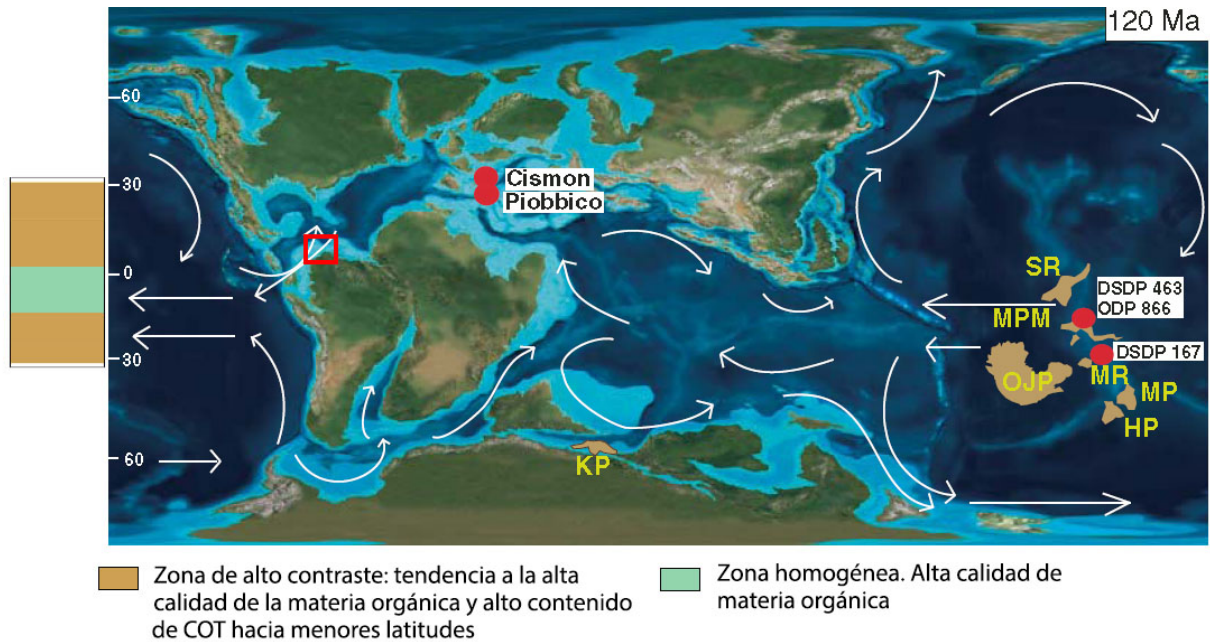 120 Ma
60
30
0
30
60
Cismon
Piobbico
SR
DSDP 463
ODP 866
MPM
DSDP 167
OJP
MR
MP
HP
KP
Zona de alto contraste: tendencia a la alta
calidad de la materia orgánica y alto contenido
de COT hacia menores latitudes
Zona homogénea. Alta calidad de
materia orgánica